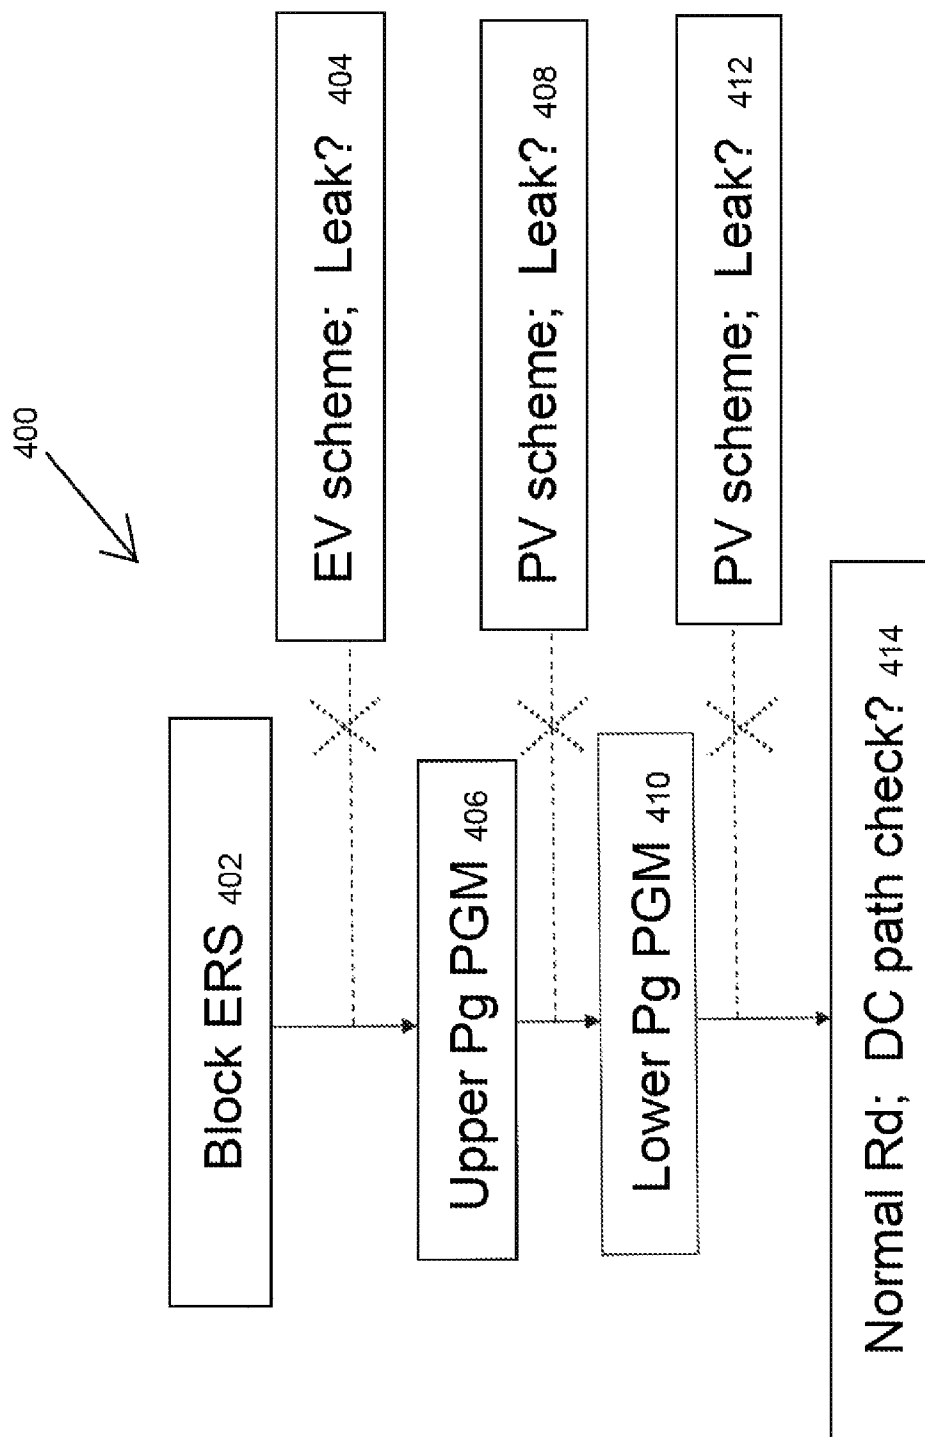 400
Block ERS 402
EV scheme; Leak? 404
Upper Pg PGM 406
PV scheme; Leak? 408
Lower Pg PGM 410
PV scheme; Leak? 412
Normal Rd; DC path check? 414